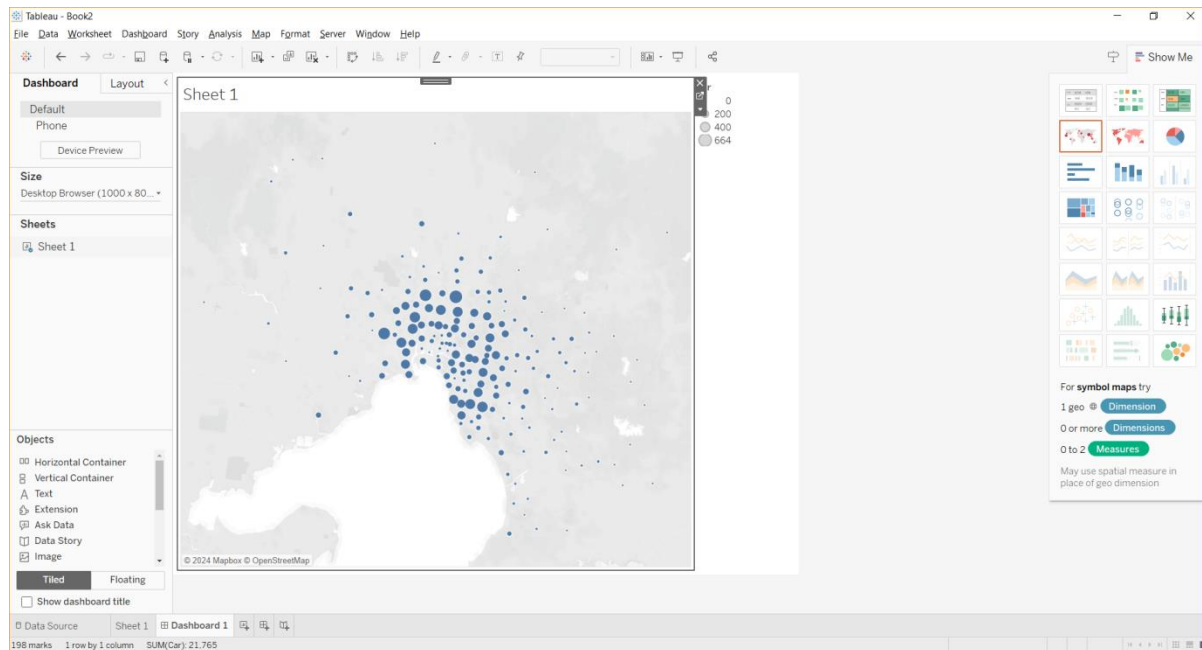 Tableau - Book2
File Data Worksheet Dashboard Story Analysis Map Format Server Window Help
Show Me
Dashboard Layout
Default
Phone
Device Preview
Size
Desktop Browser (1000 x 80...
Sheets
Sheet 1
Objects
Horizontal Container
Vertical Container
Text
Extension
Ask Data
Data Story
Image
Tiled Floating
Show dashboard title
Sheet 1
© 2024 Mapbox © OpenStreetMap
r
0
200
400
664
For symbol maps try
1 geo Dimension
0 or more Dimensions
0 to 2 Measures
May use spatial measure in
place of geo dimension
Data Source Sheet 1 Dashboard 1
198 marks 1 row by 1 column SUM(Car): 21,765